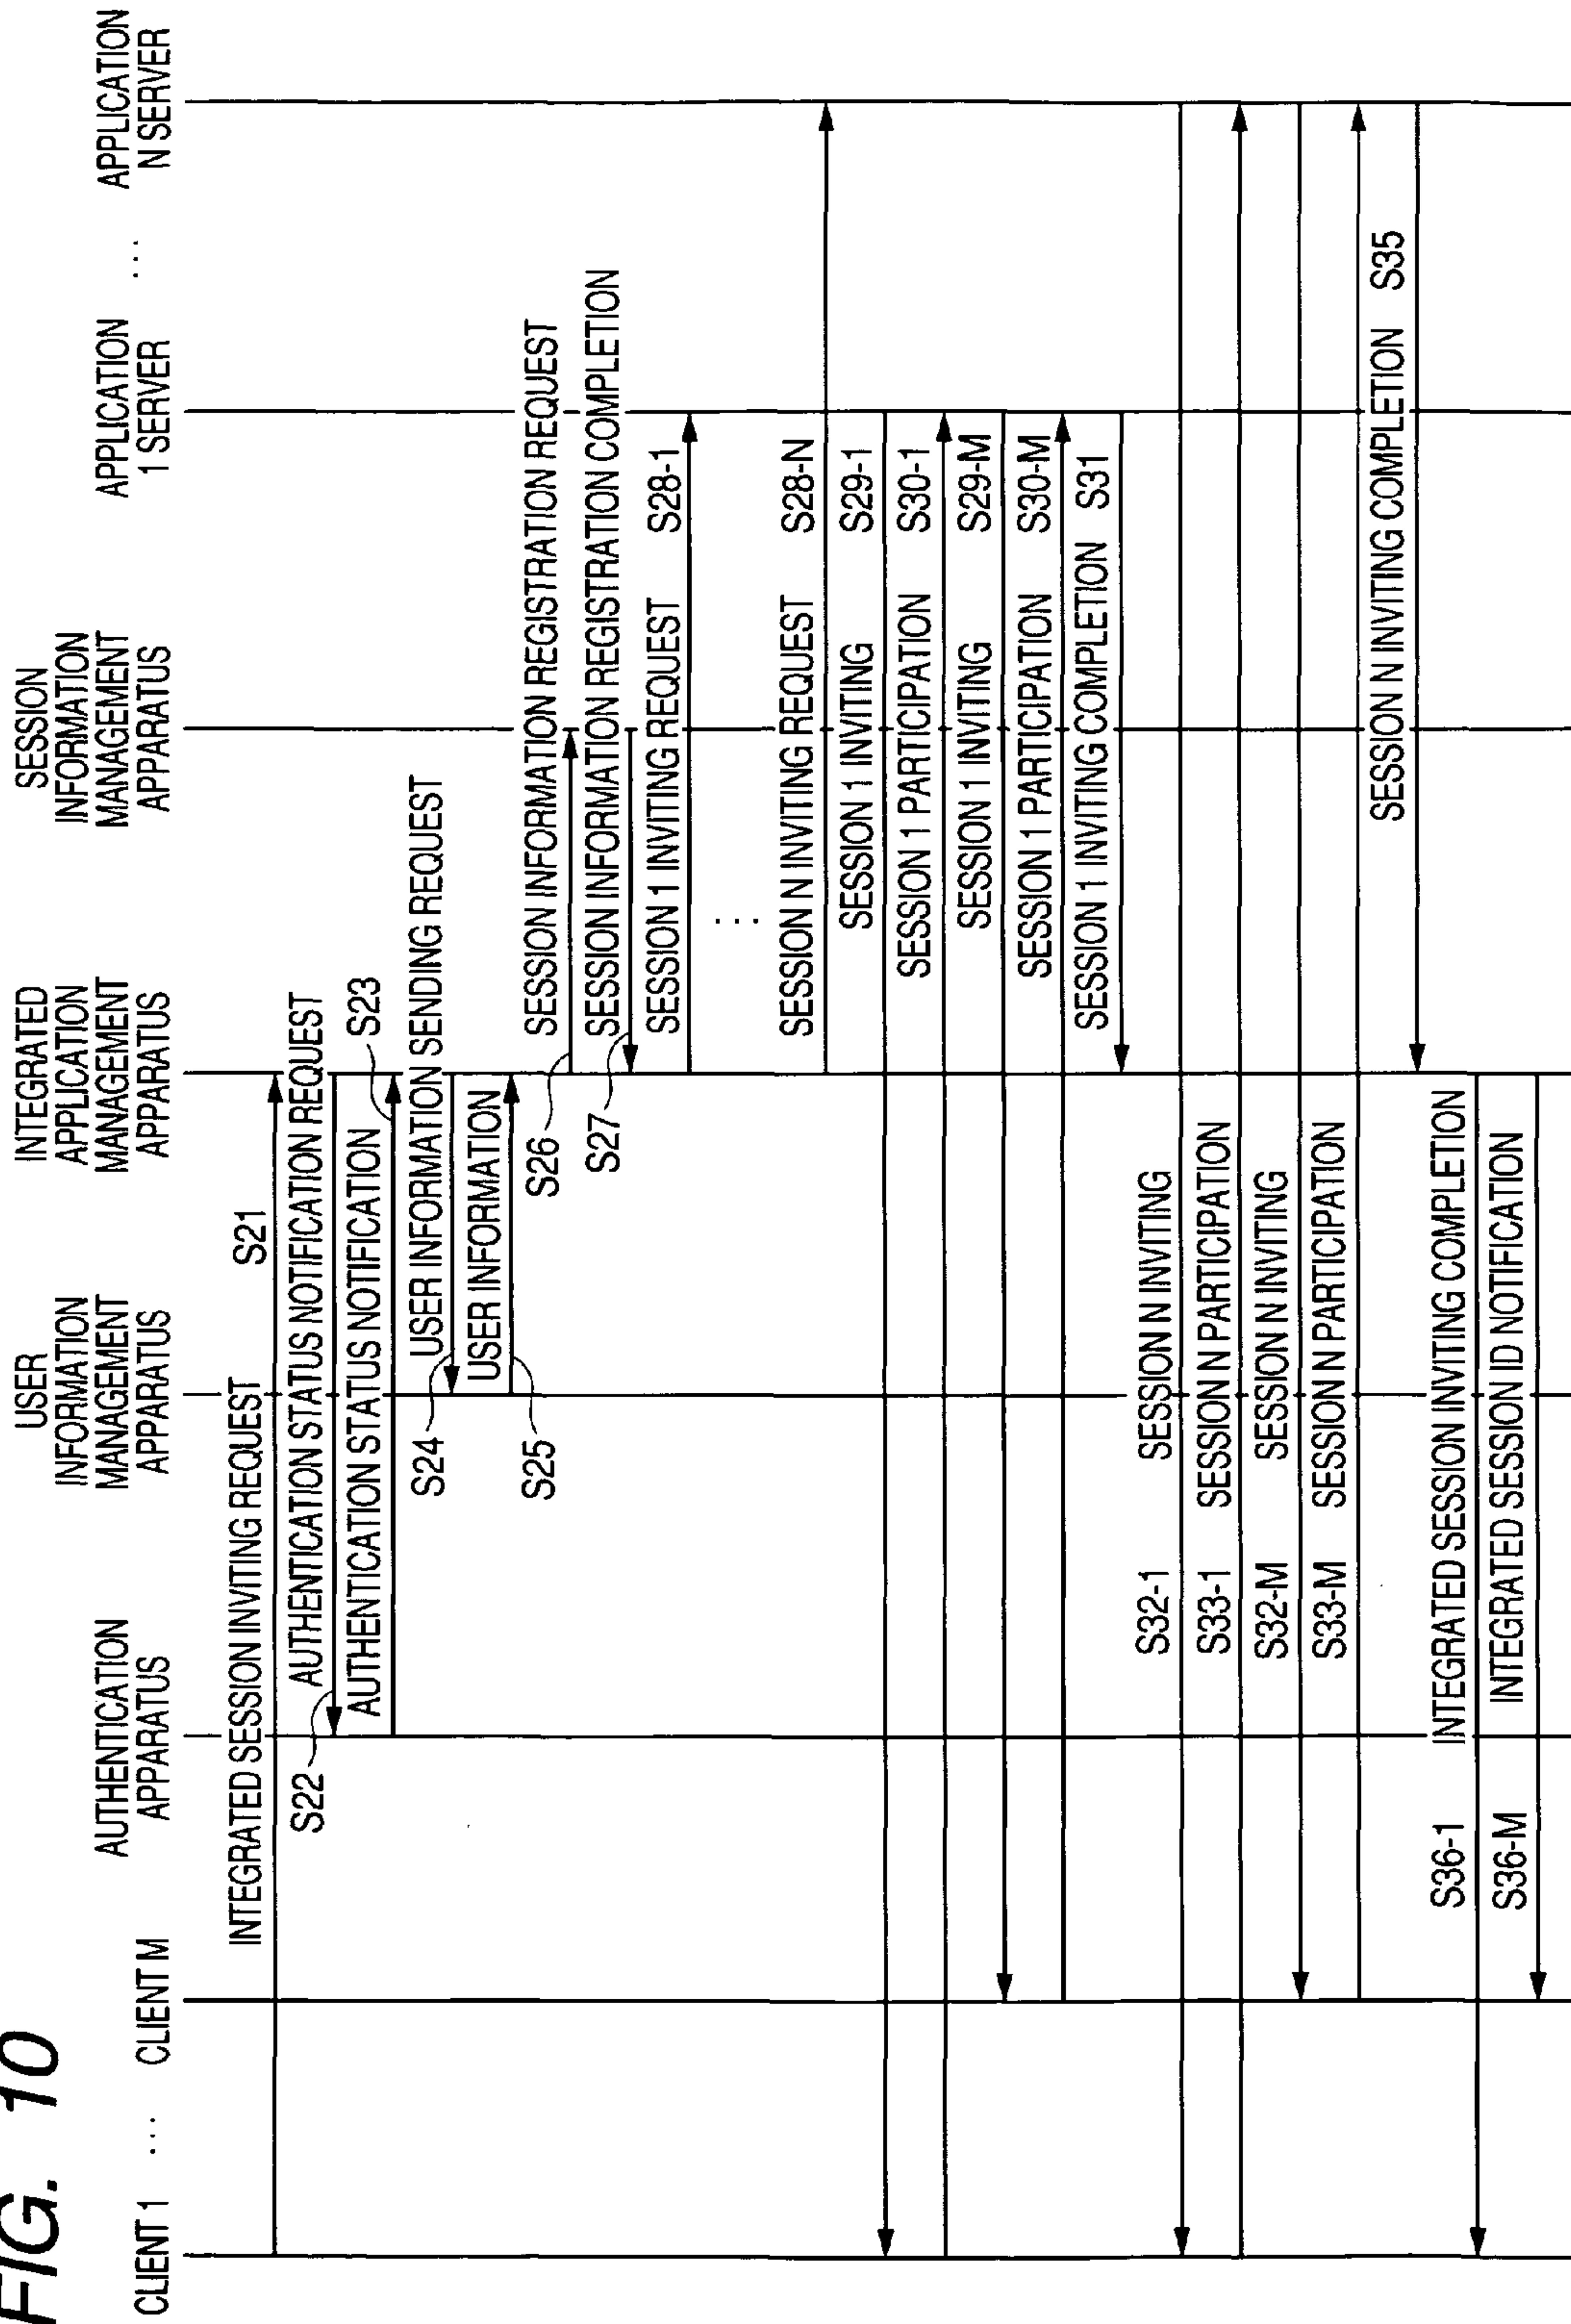 FIG. 10
CLIENT 1
...
CLIENT M
AUTHENTICATION
APPARATUS
USER
INFORMATION
MANAGEMENT
APPARATUS
INTEGRATED
APPLICATION
MANAGEMENT
APPARATUS
SESSION
INFORMATION
MANAGEMENT
APPARATUS
APPLICATION
1 SERVER
...
APPLICATION
N SERVER
INTEGRATED SESSION INVITING REQUEST
S21
S22
AUTHENTICATION STATUS NOTIFICATION REQUEST
AUTHENTICATION STATUS NOTIFICATION
S23
S24
USER INFORMATION SENDING REQUEST
USER INFORMATION
S25
SESSION INFORMATION REGISTRATION REQUEST
S26
SESSION INFORMATION REGISTRATION COMPLETION
S27
SESSION 1 INVITING REQUEST S28-1
...
SESSION N INVITING REQUEST S28-N
SESSION 1 INVITING S29-1
SESSION 1 PARTICIPATION S30-1
SESSION 1 INVITING S29-M
SESSION 1 PARTICIPATION S30-M
SESSION 1 INVITING COMPLETION S31
S32-1 SESSION N INVITING
S33-1 SESSION N PARTICIPATION
S32-M SESSION N INVITING
S33-M SESSION N PARTICIPATION
SESSION N INVITING COMPLETION S35
S36-1 INTEGRATED SESSION INVITING COMPLETION
S36-M INTEGRATED SESSION ID NOTIFICATION